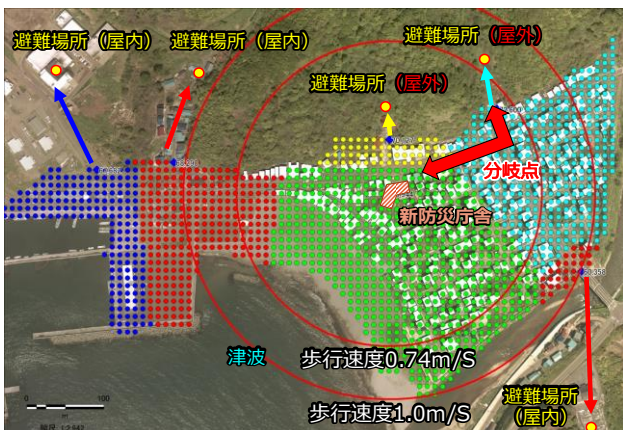 避難場所（屋内）
避難場所（屋内）
避難場所（屋外）
避難場所（屋外）
分岐点
新防災庁舎
津波
歩行速度0.74m/S
歩行速度1.0m/S
避難場所
（屋内）
0
100